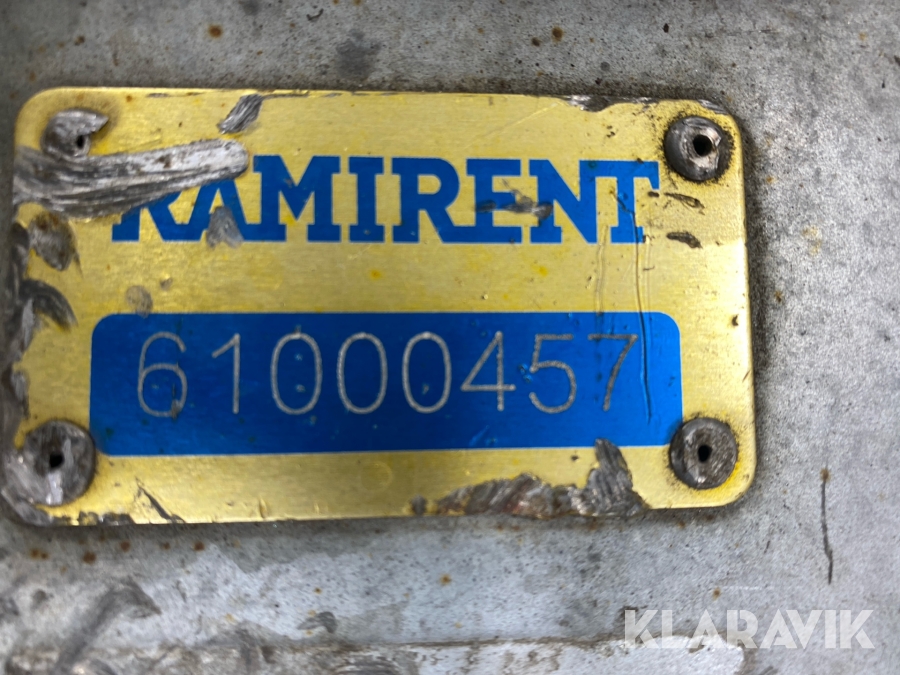 RAMIRENT
61000457
KLARAVIK